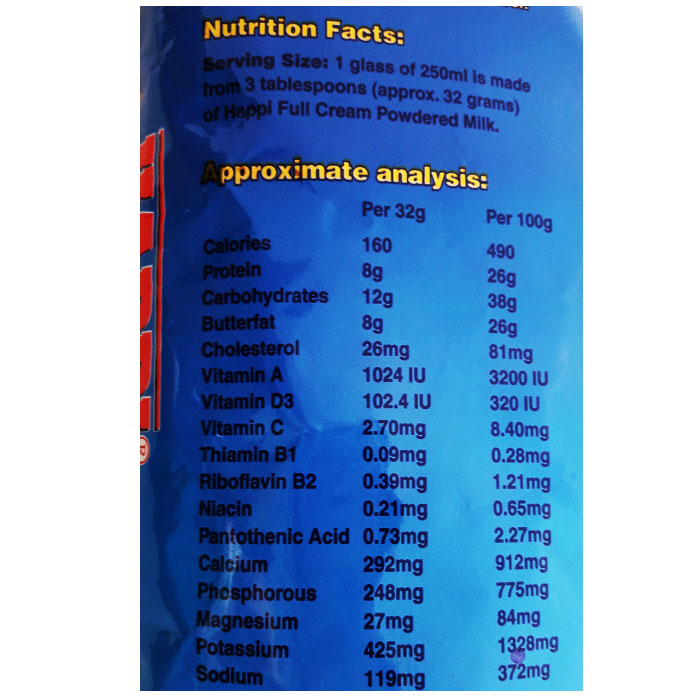 Nutrition Facts:
Serving Size: 1 glass of 250ml is made
from 3 tablespoons (approx. 32 grams)
of Happi Full Cream Powdered Milk.
Approximate analysis:
Per 32g Per 100g
Calories 160 490
Protein 8g 26g
Carbohydrates 12g 38g
Butterfat 8g 26g
Cholesterol 26mg 81mg
Vitamin A 1024 IU 3200 IU
Vitamin D3 102.4 IU 320 IU
Vitamin C 2.70mg 8.40mg
Thiamin B1 0.09mg 0.28mg
Riboflavin B2 0.39mg 1.21mg
Niacin 0.21mg 0.65mg
Pantothenic Acid 0.73mg 2.27mg
Calcium 292mg 912mg
Phosphorous 248mg 775mg
Magnesium 27mg 84mg
Potassium 425mg 1328mg
Sodium 119mg 372mg